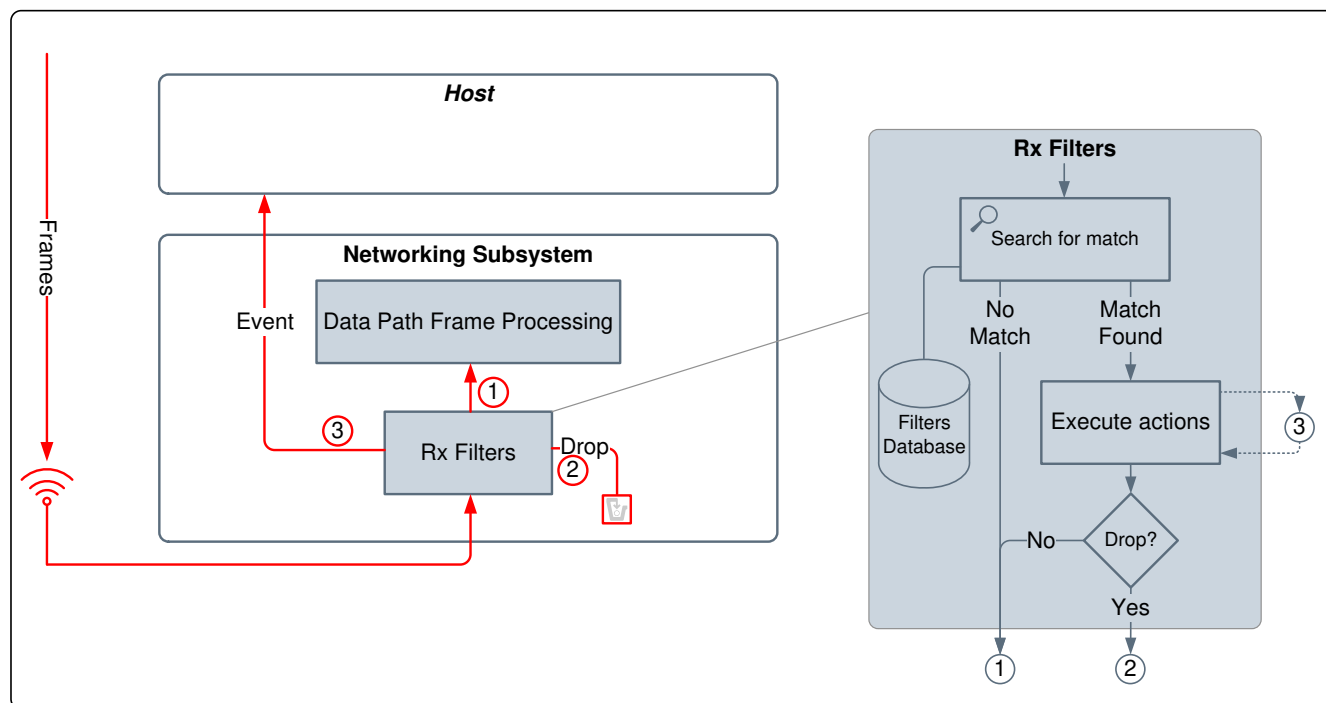 Host
Frames
Networking Subsystem
Data Path Frame Processing
Event
1
3
Rx Filters
Drop
2
Rx Filters
Search for match
No
Match
Match
Found
Filters
Database
Execute actions
3
Drop?
No
Yes
1
2